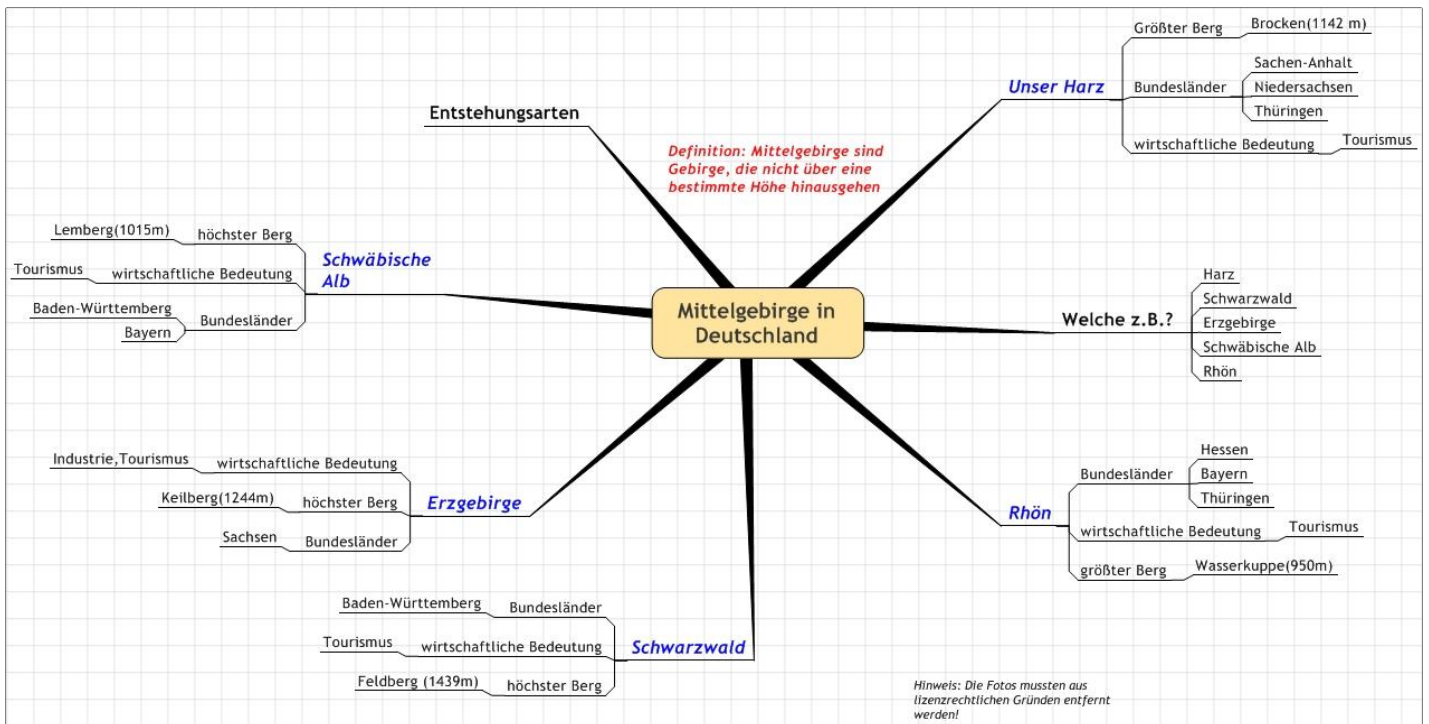 Mittelgebirge in
Deutschland
Definition: Mittelgebirge sind
Gebirge, die nicht über eine
bestimmte Höhe hinausgehen
Unser Harz
Größter Berg
Brocken(1142 m)
Bundesländer
Sachen-Anhalt
Niedersachsen
Thüringen
wirtschaftliche Bedeutung
Tourismus
Welche z.B.?
Harz
Schwarzwald
Erzgebirge
Schwäbische Alb
Rhön
Rhön
Bundesländer
Hessen
Bayern
Thüringen
wirtschaftliche Bedeutung
Tourismus
größter Berg
Wasserkuppe(950m)
Schwarzwald
Bundesländer
Baden-Württemberg
wirtschaftliche Bedeutung
Tourismus
höchster Berg
Feldberg (1439m)
Erzgebirge
wirtschaftliche Bedeutung
Industrie,Tourismus
höchster Berg
Keilberg(1244m)
Bundesländer
Sachsen
Schwäbische
Alb
höchster Berg
Lemberg(1015m)
wirtschaftliche Bedeutung
Tourismus
Bundesländer
Baden-Württemberg
Bayern
Entstehungsarten
Hinweis: Die Fotos mussten aus
lizenzrechtlichen Gründen entfernt
werden!